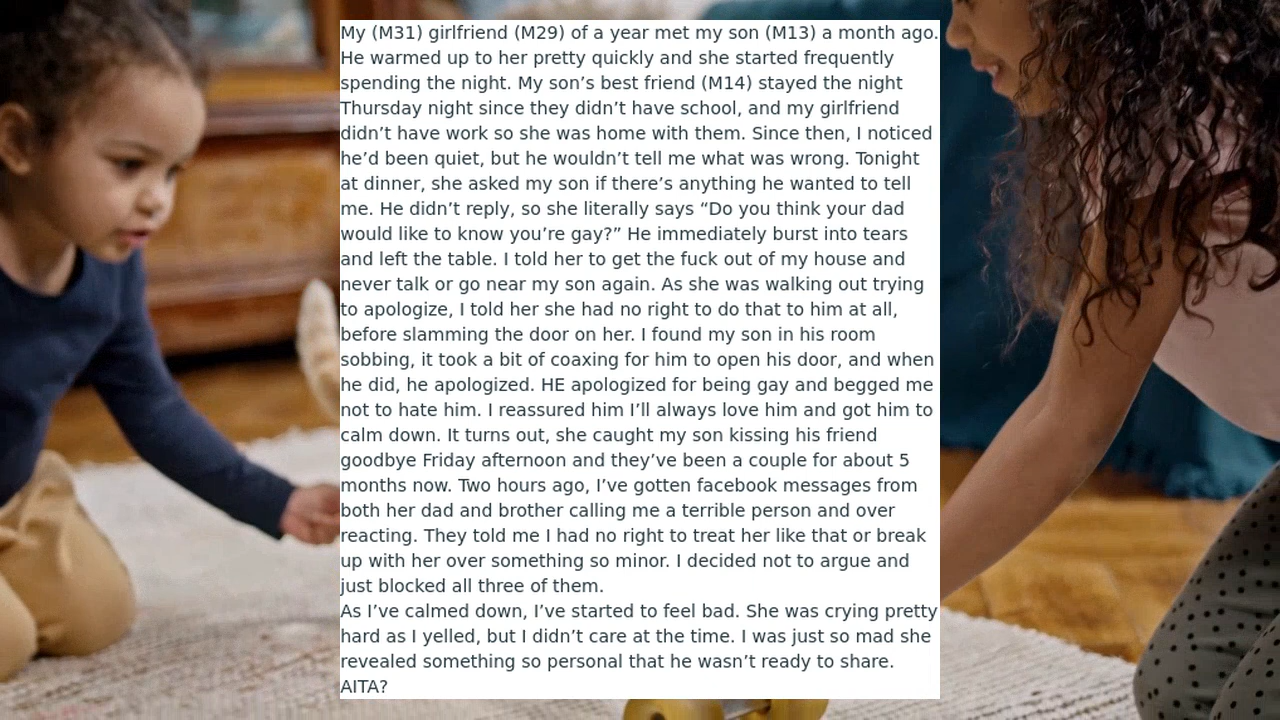 My (M31) girlfriend (M29) of a year met my son (M13) a month ago.
He warmed up to her pretty quickly and she started frequently
spending the night. My son’s best friend (M14) stayed the night
Thursday night since they didn’t have school, and my girlfriend
didn’t have work so she was home with them. Since then, I noticed
he’d been quiet, but he wouldn’t tell me what was wrong. Tonight
at dinner, she asked my son if there’s anything he wanted to tell
me. He didn’t reply, so she literally says “Do you think your dad
would like to know you’re gay?” He immediately burst into tears
and left the table. I told her to get the fuck out of my house and
never talk or go near my son again. As she was walking out trying
to apologize, I told her she had no right to do that to him at all,
before slamming the door on her. I found my son in his room
sobbing, it took a bit of coaxing for him to open his door, and when
he did, he apologized. HE apologized for being gay and begged me
not to hate him. I reassured him I’ll always love him and got him to
calm down. It turns out, she caught my son kissing his friend
goodbye Friday afternoon and they’ve been a couple for about 5
months now. Two hours ago, I’ve gotten facebook messages from
both her dad and brother calling me a terrible person and over
reacting. They told me I had no right to treat her like that or break
up with her over something so minor. I decided not to argue and
just blocked all three of them.
As I’ve calmed down, I’ve started to feel bad. She was crying pretty
hard as I yelled, but I didn’t care at the time. I was just so mad she
revealed something so personal that he wasn’t ready to share.
AITA?